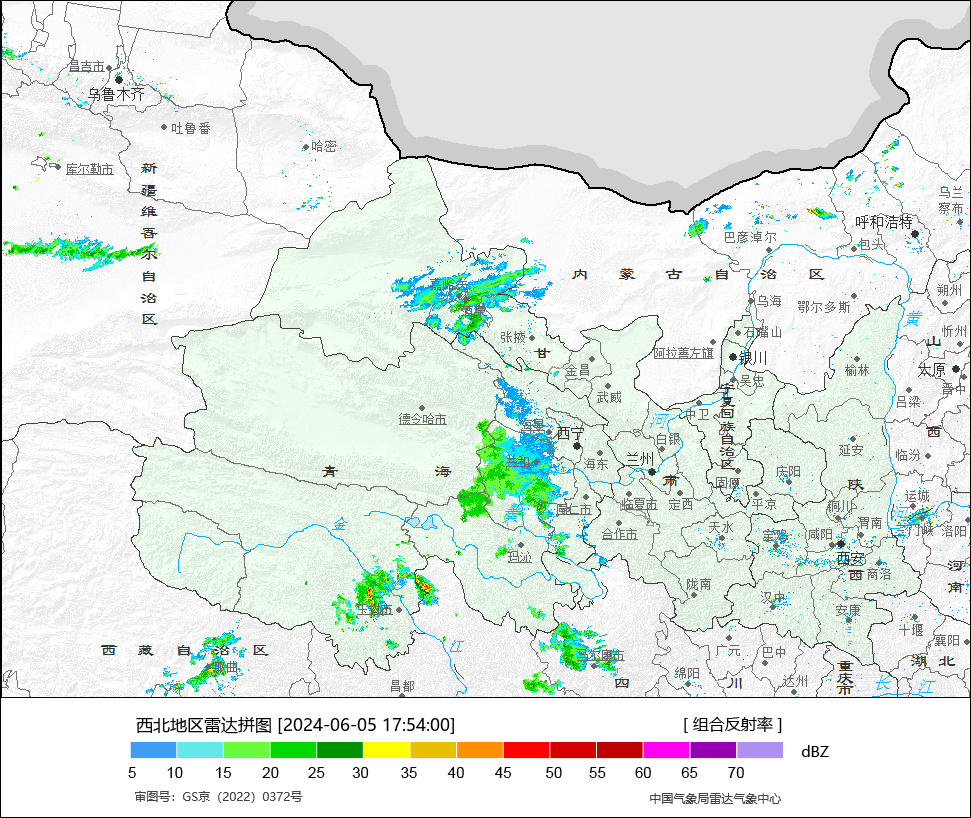 昌吉市
乌鲁木齐
吐鲁番
哈密
库尔勒市
新疆维吾尔自治区
乌兰察布
呼和浩特
包头
巴彦淖尔
内蒙古自治区
朔州
乌海
鄂尔多斯
黄
忻州
石嘴山
张掖
甘
阿拉善左旗
银川
山
太原
晋中
金昌
吴忠
榆林
武威
吕梁
德令哈市
宁夏回族自治区
中卫
河
西宁
白银
西
延安
临汾
兰州
海东
青海
肃
庆阳
固原
陕
运城
平凉
铜川
临夏市
定西
黄
金
渭南
三门峡
洛阳
天水
合作市
宝鸡
咸阳
西安
玛沁
西
商洛
河
南
陇南
汉中
玉树市
安康
十堰
江
西藏自治区
襄阳
广元
巴中
湖北
那曲
马尔康市
重庆市
绵阳
昌都
四川
达州
长江
西北地区雷达拼图 [2024-06-05 17:54:00]
[ 组合反射率 ]
dBZ
5 10 15 20 25 30 35 40 45 50 55 60 65 70
审图号：GS京（2022）0372号
中国气象局雷达气象中心